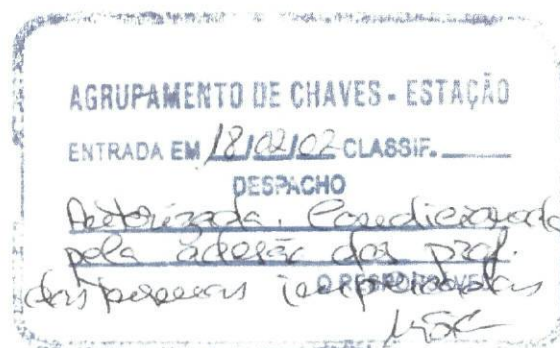 AGRUPAMENTO DE CHAVES - ESTAÇÃO
ENTRADA EM 18/02/02 CLASSIF.
DESPACHO
Autorizada. Condicionada
pela adesão dos prof.
O RESPONSÁVEL
das pessoas